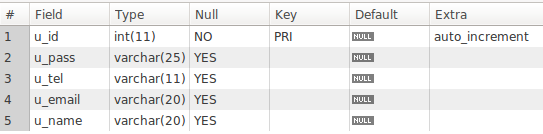 # Field Type Null Key Default Extra
1 u_id int(11) NO PRI NULL auto_increment
2 u_pass varchar(25) YES NULL
3 u_tel varchar(11) YES NULL
4 u_email varchar(20) YES NULL
5 u_name varchar(20) YES NULL